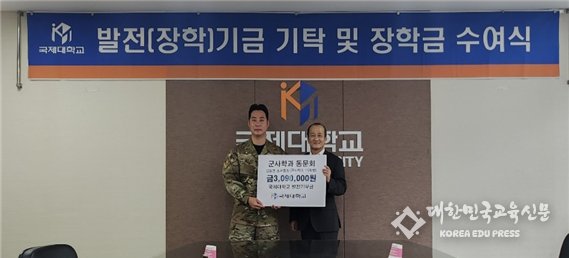 국제대학교
발전(장학)기금 기탁 및 장학금 수여식
국제대학교
군사학과 동문회
금3,090,000원
국제대학교 발전기부금
국제대학교
대한민국교육신문
KOREA EDU PRESS